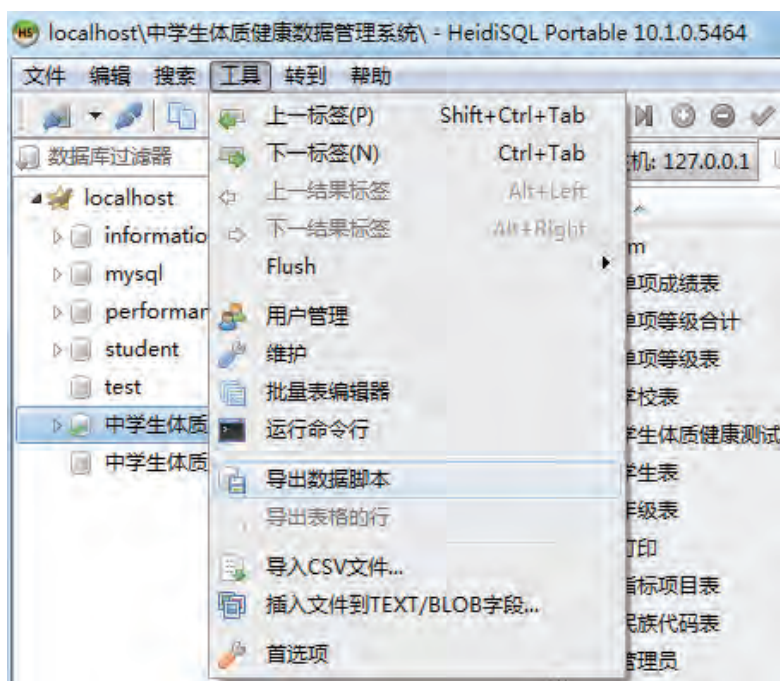 localhost\中学生体质健康数据管理系统\ - HeidiSQL Portable 10.1.0.5464
文件 编辑 搜索 工具 转到 帮助
上一标签(P) Shift+Ctrl+Tab
数据库过滤器 下一标签(N) Ctrl+Tab 机: 127.0.0.1
localhost 上一结果标签 Alt+Left
informatio 下一结果标签 Alt+Right m
mysql Flush 单项成绩表
performar 用户管理 单项等级合计
student 维护 单项等级表
test 批量表编辑器 学校表
中学生体质 运行命令行 学生体质健康测试
中学生体质 导出数据脚本 学生表
导出表格的行 年级表
打印
导入CSV文件... 指标项目表
插入文件到TEXT/BLOB字段... 民族代码表
首选项 管理员